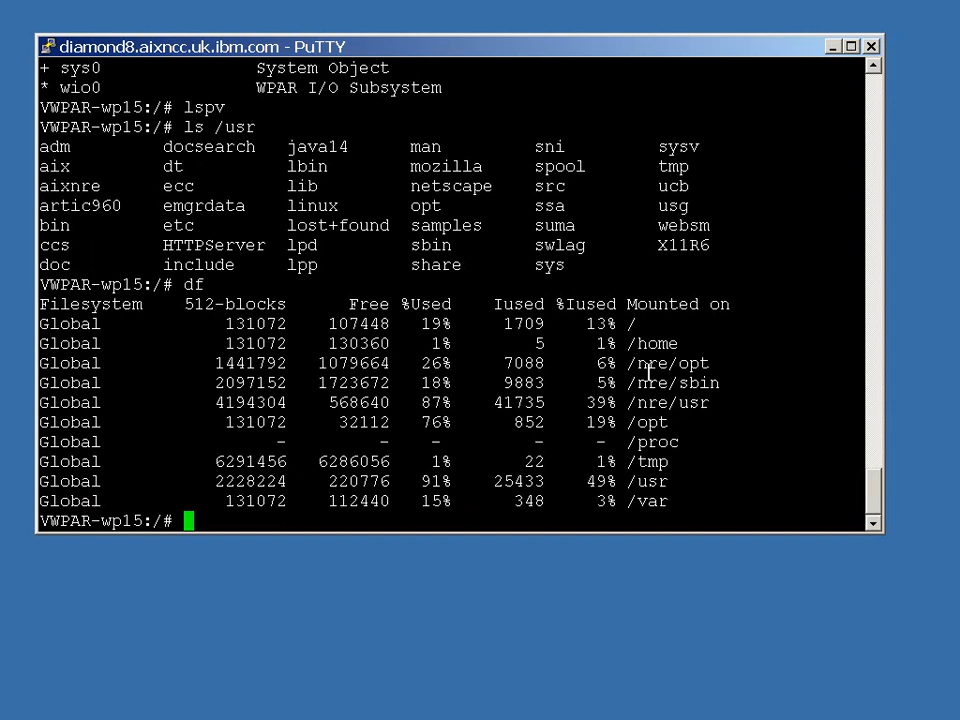 diamond8.aixncc.uk.ibm.com - PuTTY
+ sys0 System Object
* wio0 WPAR I/O Subsystem
VWPAR-wp15:/# lspv
VWPAR-wp15:/# ls /usr
adm docsearch java14 man sni sysv
aix dt lbin mozilla spool tmp
aixnre ecc lib netscape src ucb
artic960 emgrdata linux opt ssa usg
bin etc lost+found samples suma websm
ccs HTTPServer lpd sbin swlag X11R6
doc include lpp share sys
VWPAR-wp15:/# df
Filesystem 512-blocks Free %Used Iused %Iused Mounted on
Global 131072 107448 19% 1709 13% /
Global 131072 130360 1% 5 1% /home
Global 1441792 1079664 26% 7088 6% /nre/opt
Global 2097152 1723672 18% 9883 5% /nre/sbin
Global 4194304 568640 87% 41735 39% /nre/usr
Global 131072 32112 76% 852 19% /opt
Global - - - - - /proc
Global 6291456 6286056 1% 22 1% /tmp
Global 2228224 220776 91% 25433 49% /usr
Global 131072 112440 15% 348 3% /var
VWPAR-wp15:/#